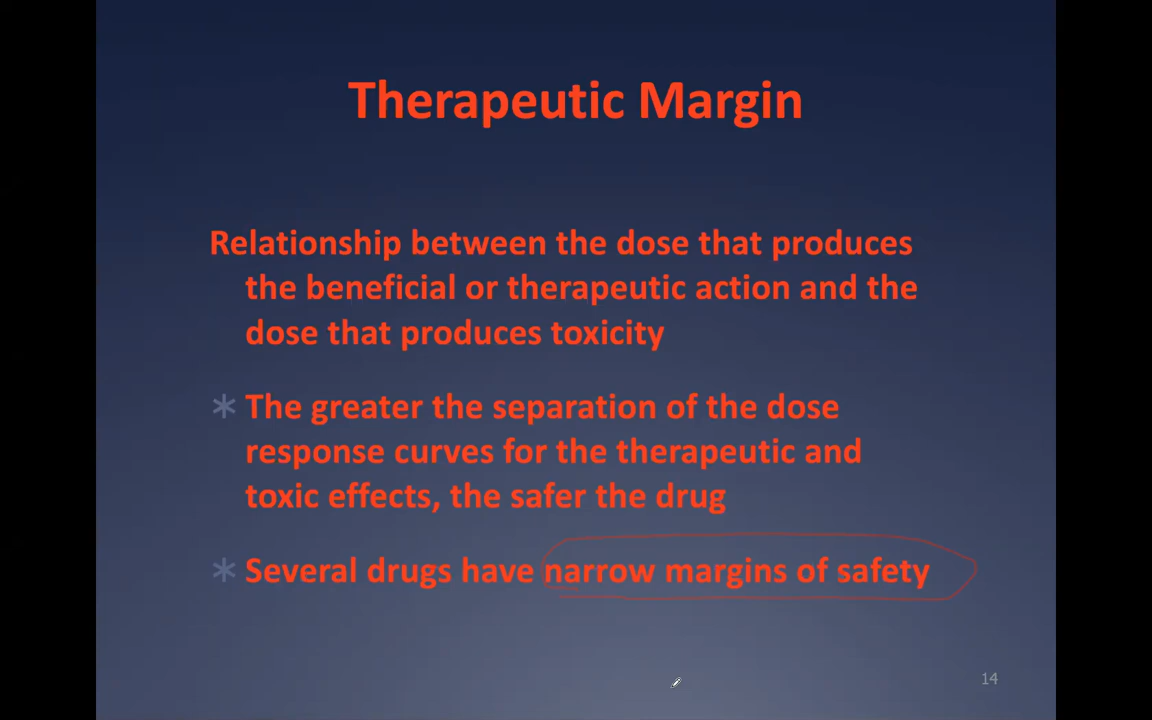 Therapeutic Margin
Relationship between the dose that produces
the beneficial or therapeutic action and the
dose that produces toxicity
* The greater the separation of the dose
response curves for the therapeutic and
toxic effects, the safer the drug
* Several drugs have narrow margins of safety
14